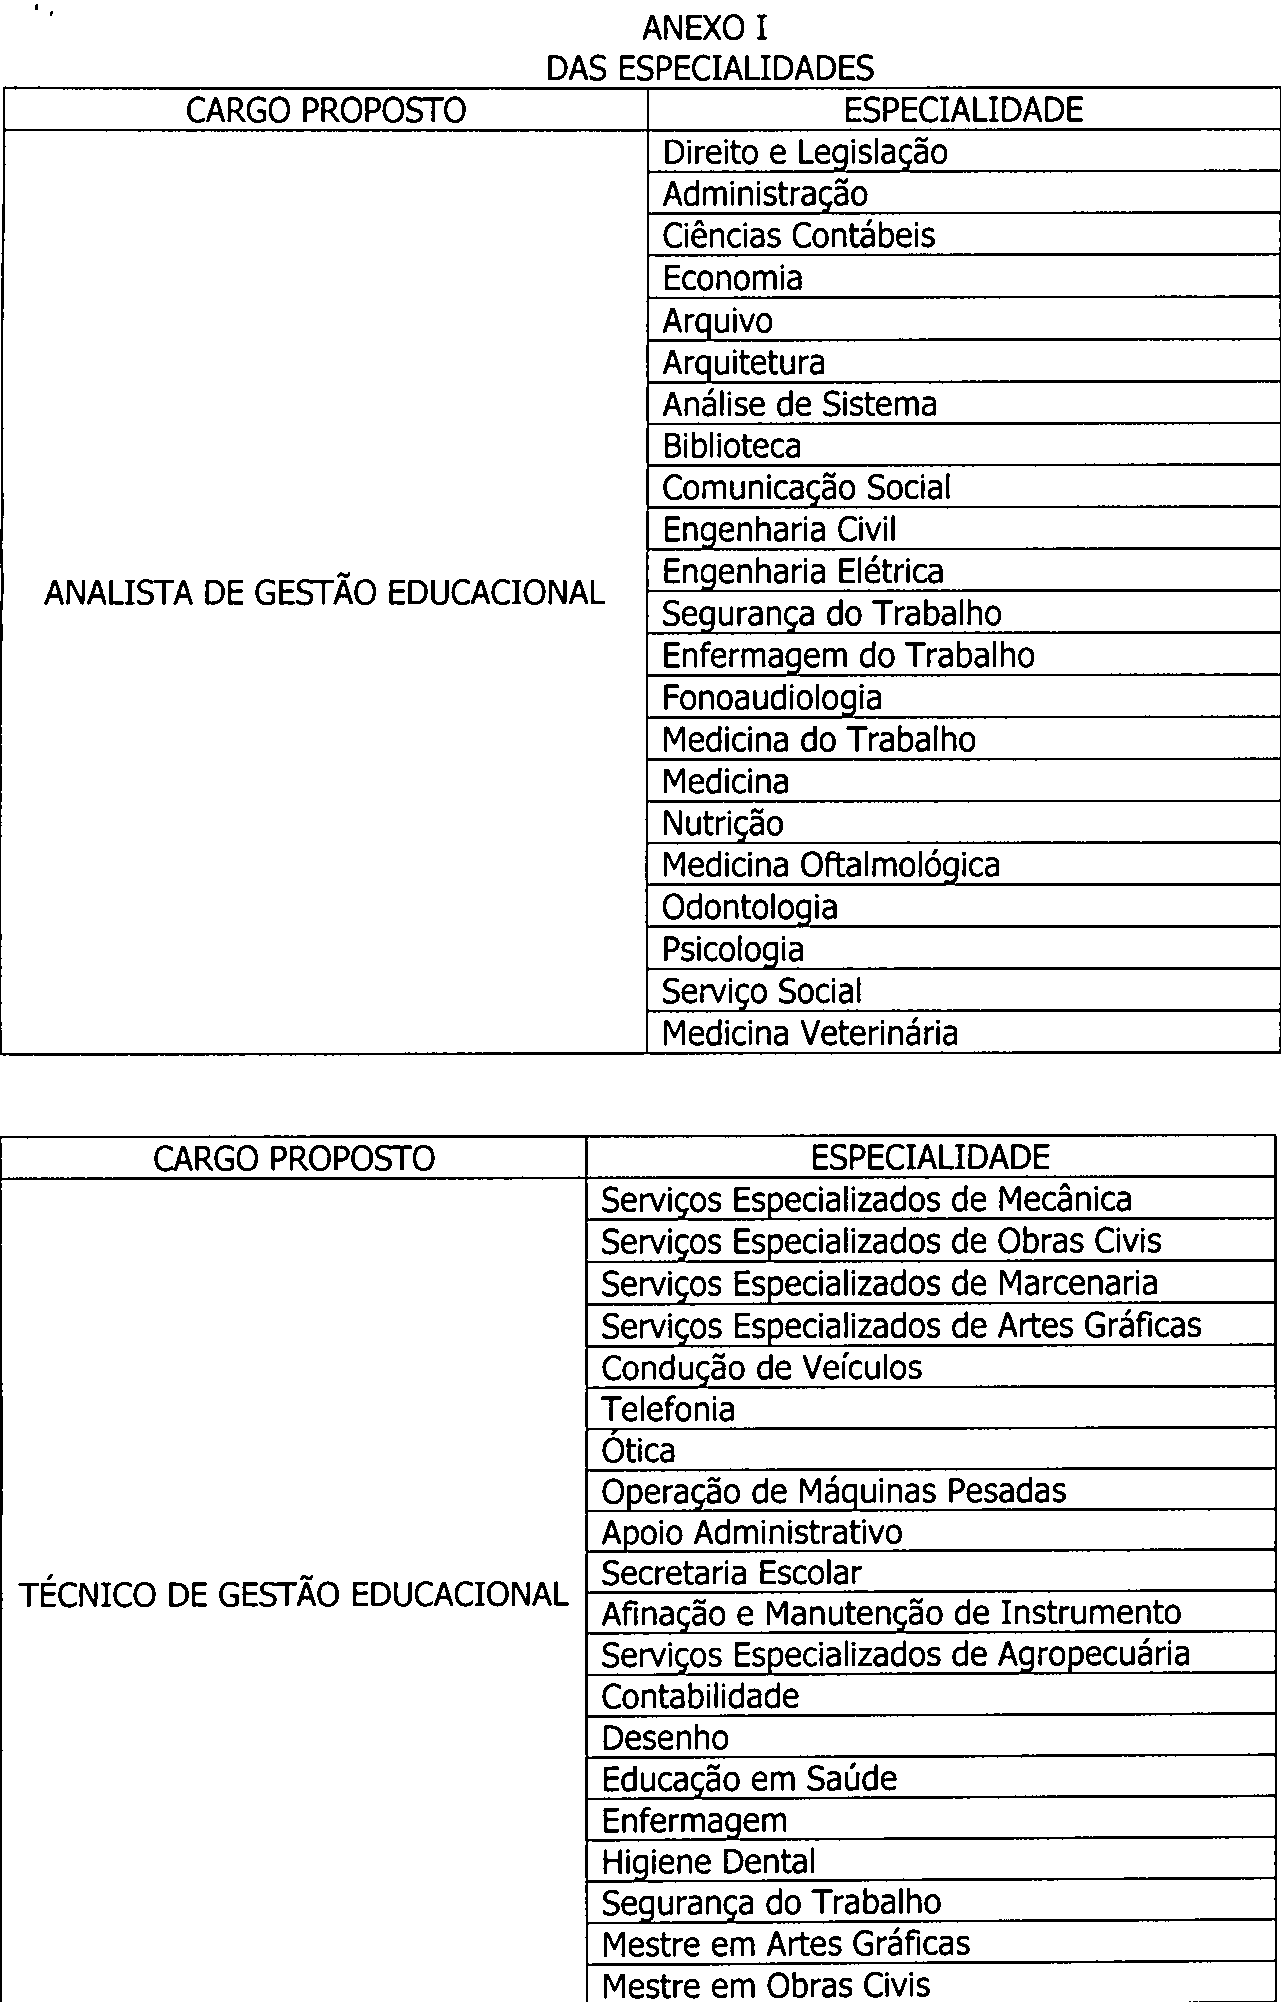 ANEXO I
DAS ESPECIALIDADES
CARGO PROPOSTO ESPECIALIDADE
Direito e Legislação
Administração
Ciências Contábeis
Economia
Arquivo
Arquitetura
Análise de Sistema
Biblioteca
Comunicação Social
Engenharia Civil
Engenharia Elétrica
ANALISTA DE GESTÃO EDUCACIONAL
Segurança do Trabalho
Enfermagem do Trabalho
Fonoaudiologia
Medicina do Trabalho
Medicina
Nutrição
Medicina Oftalmológica
Odontologia
Psicologia
Serviço Social
Medicina Veterinária
CARGO PROPOSTO ESPECIALIDADE
Serviços Especializados de Mecânica
Serviços Especializados de Obras Civis
Serviços Especializados de Marcenaria
Serviços Especializados de Artes Gráficas
Condução de Veículos
Telefonia
Ótica
Operação de Máquinas Pesadas
Apoio Administrativo
Secretaria Escolar
TÉCNICO DE GESTÃO EDUCACIONAL
Afinação e Manutenção de Instrumento
Serviços Especializados de Agropecuária
Contabilidade
Desenho
Educação em Saúde
Enfermagem
Higiene Dental
Segurança do Trabalho
Mestre em Artes Gráficas
Mestre em Obras Civis